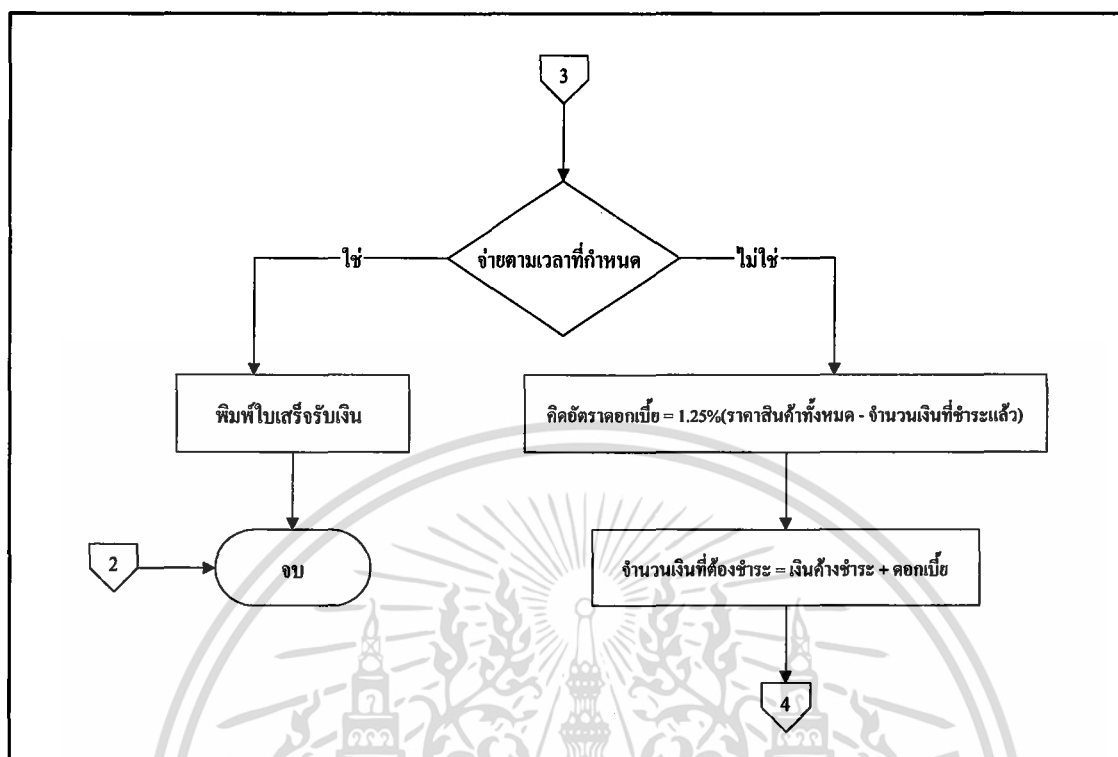 3
จ่ายตามเวลาที่กำหนด
ใช่
ไม่ใช่
พิมพ์ใบเสร็จรับเงิน
คิดอัตราดอกเบี้ย = 1.25%(ราคาสินค้าทั้งหมด - จำนวนเงินที่ชำระแล้ว)
2
จบ
จำนวนเงินที่ต้องชำระ = เงินค้างชำระ + ดอกเบี้ย
4